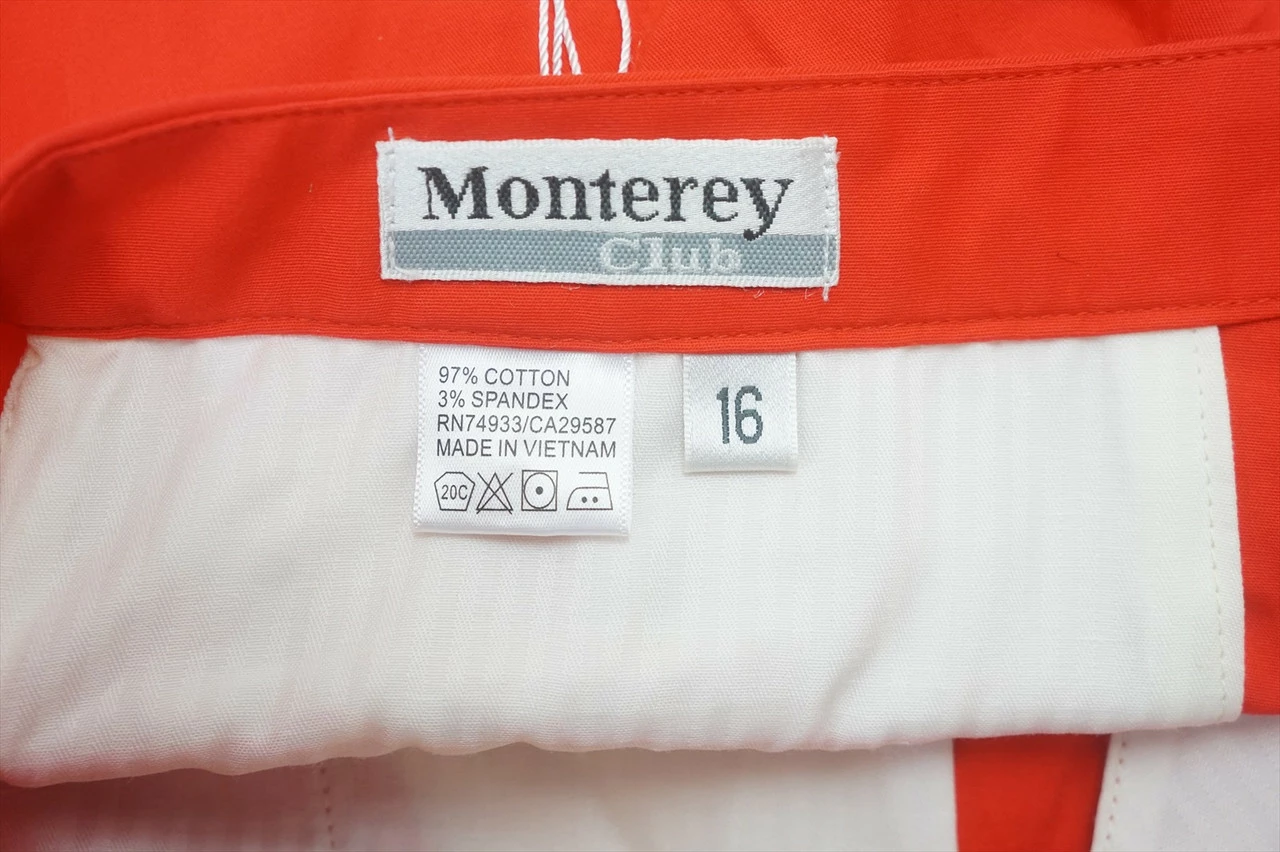 Monterey
Club
97% COTTON
3% SPANDEX
RN74933/CA29587
MADE IN VIETNAM
20C
16